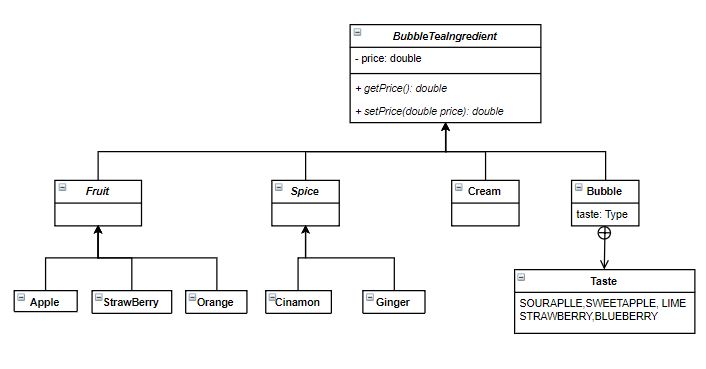 BubbleTeaIngredient
- price: double
+ getPrice(): double
+ setPrice(double price): double
Fruit
Spice
Cream
Bubble
taste: Type
Apple
StrawBerry
Orange
Cinamon
Ginger
Taste
SOURAPLLE,SWEETAPPLE, LIME
STRAWBERRY,BLUEBERRY